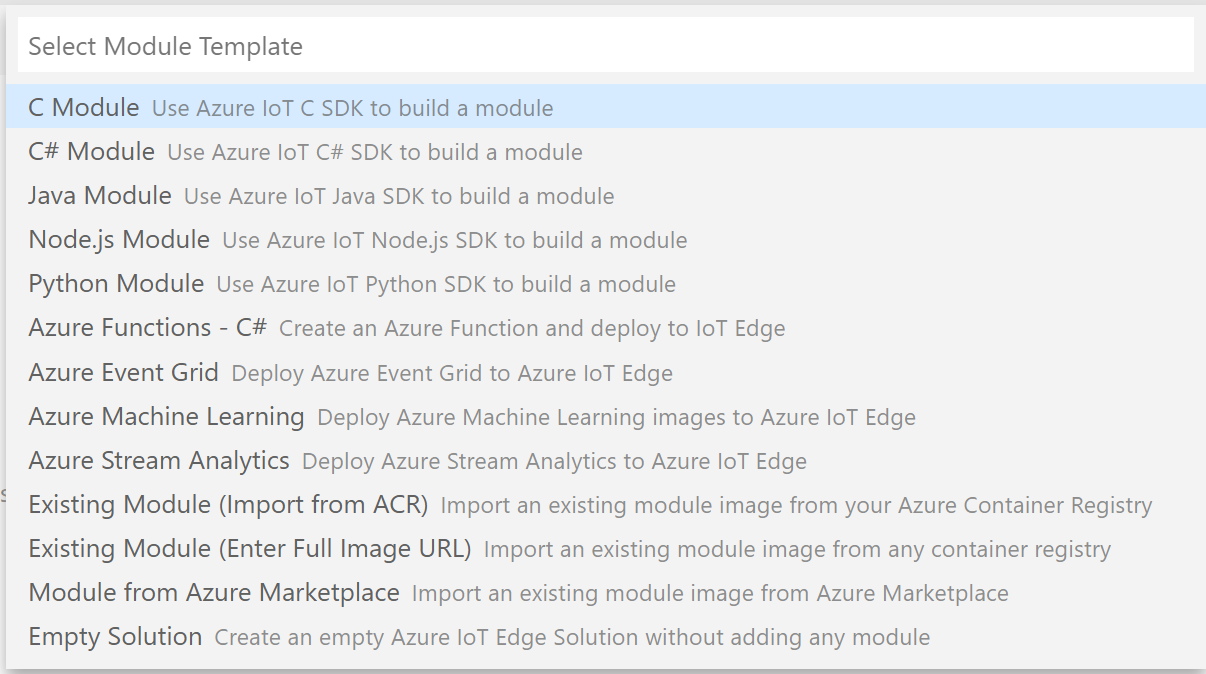 Select Module Template
C Module Use Azure IoT C SDK to build a module
C# Module Use Azure IoT C# SDK to build a module
Java Module Use Azure IoT Java SDK to build a module
Node.js Module Use Azure IoT Node.js SDK to build a module
Python Module Use Azure IoT Python SDK to build a module
Azure Functions - C# Create an Azure Function and deploy to IoT Edge
Azure Event Grid Deploy Azure Event Grid to Azure IoT Edge
Azure Machine Learning Deploy Azure Machine Learning images to Azure IoT Edge
Azure Stream Analytics Deploy Azure Stream Analytics to Azure IoT Edge
Existing Module (Import from ACR) Import an existing module image from your Azure Container Registry
Existing Module (Enter Full Image URL) Import an existing module image from any container registry
Module from Azure Marketplace Import an existing module image from Azure Marketplace
Empty Solution Create an empty Azure IoT Edge Solution without adding any module